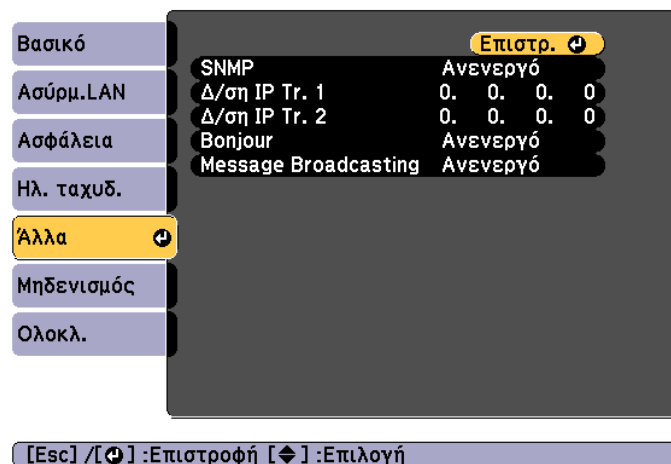 Βασικό
Ασύρμ.LAN
Ασφάλεια
Ηλ. ταχυδ.
Άλλα
Μηδενισμός
Ολοκλ.
Επιστρ.
SNMP Ανενεργό
Δ/ση IP Tr. 1 0. 0. 0. 0
Δ/ση IP Tr. 2 0. 0. 0. 0
Bonjour Ανενεργό
Message Broadcasting Ανενεργό
[Esc] /[⏎] :Επιστροφή [◆] :Επιλογή